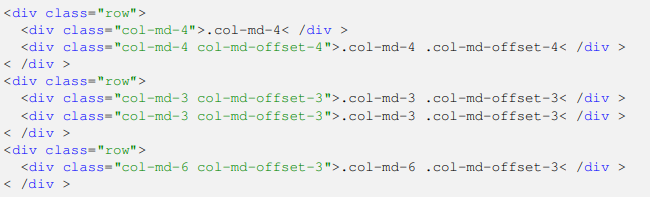 <div class="row">
  <div class="col-md-4">.col-md-4< /div >
  <div class="col-md-4 col-md-offset-4">.col-md-4 .col-md-offset-4< /div >
< /div >
<div class="row">
  <div class="col-md-3 col-md-offset-3">.col-md-3 .col-md-offset-3< /div >
  <div class="col-md-3 col-md-offset-3">.col-md-3 .col-md-offset-3< /div >
< /div >
<div class="row">
  <div class="col-md-6 col-md-offset-3">.col-md-6 .col-md-offset-3< /div >
< /div >